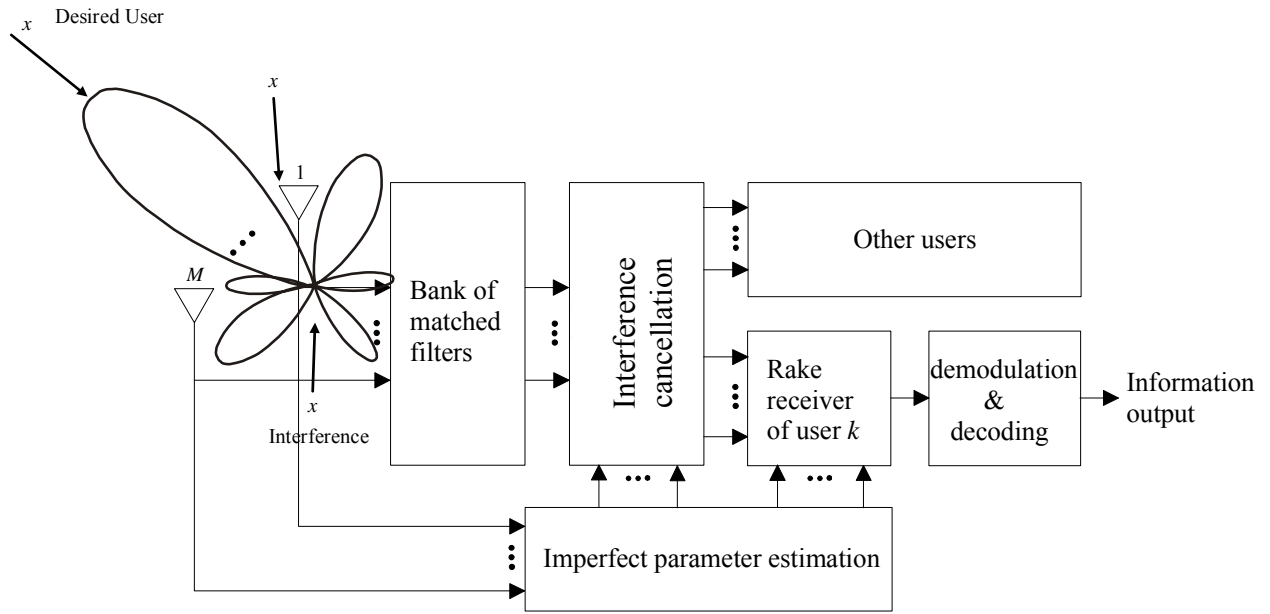 x
Desired User
x
1
M
x
Interference
Bank of
matched
filters
Interference
cancellation
Other users
Rake
receiver
of user k
demodulation
&
decoding
Information
output
Imperfect parameter estimation